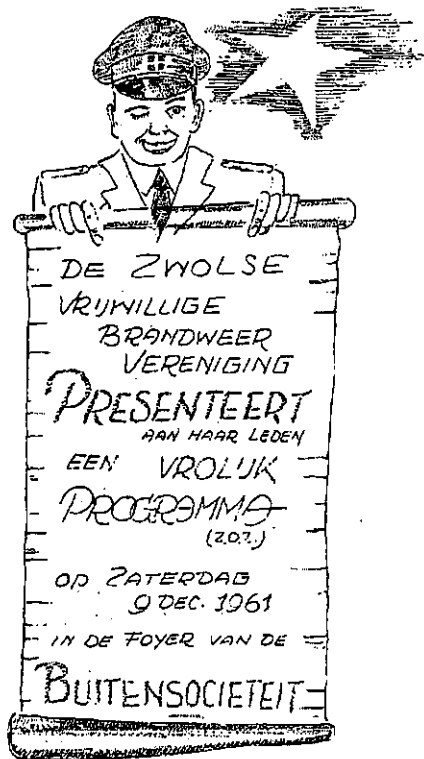 DE ZWOLSE
VRIJWILLIGE
BRANDWEER
VERENIGING
PRESENTEERT
AAN HAAR LEDEN
EEN VROLIJK
PROGRAMMA
(Z.O.Z.)
OP ZATERDAG
9 DEC. 1961
IN DE FOYER VAN DE
BUITENSOCIETEIT